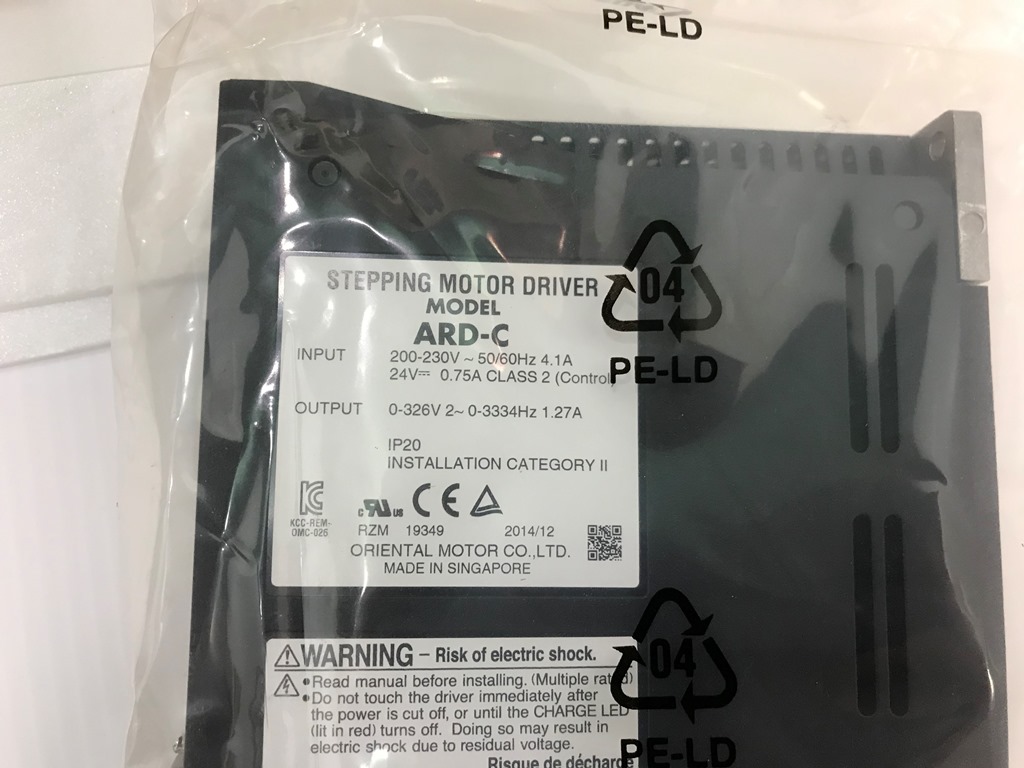 PE-LD
STEPPING MOTOR DRIVER
MODEL
ARD-C
INPUT 200-230V ~ 50/60Hz 4.1A
24V⎓ 0.75A CLASS 2 (Control
OUTPUT 0-326V 2~ 0-3334Hz 1.27A
IP20
INSTALLATION CATEGORY II
04
PE-LD
KCC-REM-
OMC-026
c RU us CE
RZM 19349 2014/12
ORIENTAL MOTOR CO.,LTD.
MADE IN SINGAPORE
WARNING – Risk of electric shock.
•Read manual before installing. (Multiple rated)
•Do not touch the driver immediately after
the power is cut off, or until the CHARGE LED
(lit in red) turns off. Doing so may result in
electric shock due to residual voltage.
Risque de décharge
04
PE-LD